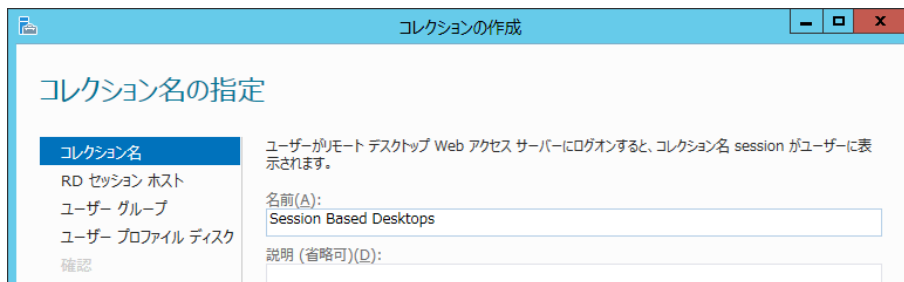 コレクションの作成
コレクション名の指定
コレクション名
RD セッション ホスト
ユーザー グループ
ユーザー プロファイル ディスク
確認
ユーザーがリモート デスクトップ Web アクセス サーバーにログオンすると、コレクション名 session がユーザーに表
示されます。
名前(A):
Session Based Desktops
説明 (省略可)(D):